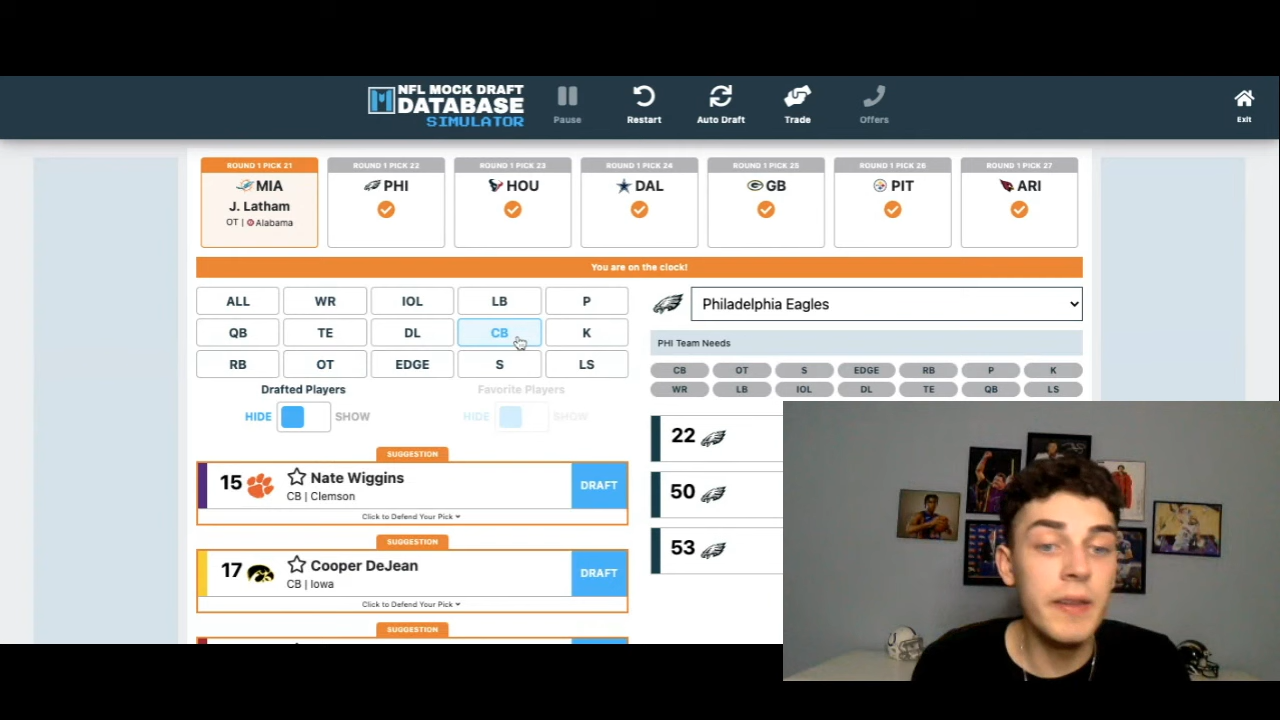 NFL MOCK DRAFT
DATABASE
SIMULATOR
Pause
Restart
Auto Draft
Trade
Offers
Exit
ROUND 1 PICK 21
MIA
J. Latham
OT | Alabama
ROUND 1 PICK 22
PHI
ROUND 1 PICK 23
HOU
ROUND 1 PICK 24
DAL
ROUND 1 PICK 25
GB
ROUND 1 PICK 26
PIT
ROUND 1 PICK 27
ARI
You are on the clock!
ALL WR IOL LB P
QB TE DL CB K
RB OT EDGE S LS
Drafted Players
HIDE SHOW
Favorite Players
HIDE SHOW
Philadelphia Eagles
PHI Team Needs
CB OT S EDGE RB P K
WR LB IOL DL TE QB LS
22
50
53
SUGGESTION
15 Nate Wiggins
CB | Clemson
DRAFT
Click to Defend Your Pick
SUGGESTION
17 Cooper DeJean
CB | Iowa
DRAFT
Click to Defend Your Pick
SUGGESTION